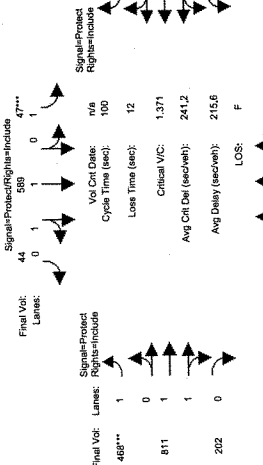 Signal=Protect/Rights=Include
Final Vol: 44 589 47***
Lanes: 0 1 1 0 1
Signal=Protect
Rights=Include
Final Vol: Lanes:
468*** 1
0
811 1
1
202 0
Vol Cnt Date: n/a
Cycle Time (sec): 100
Loss Time (sec): 12
Critical V/C: 1.371
Avg Crit Del (sec/veh): 241.2
Avg Delay (sec/veh): 215.6
LOS: F
Signal=Protect
Rights=Include